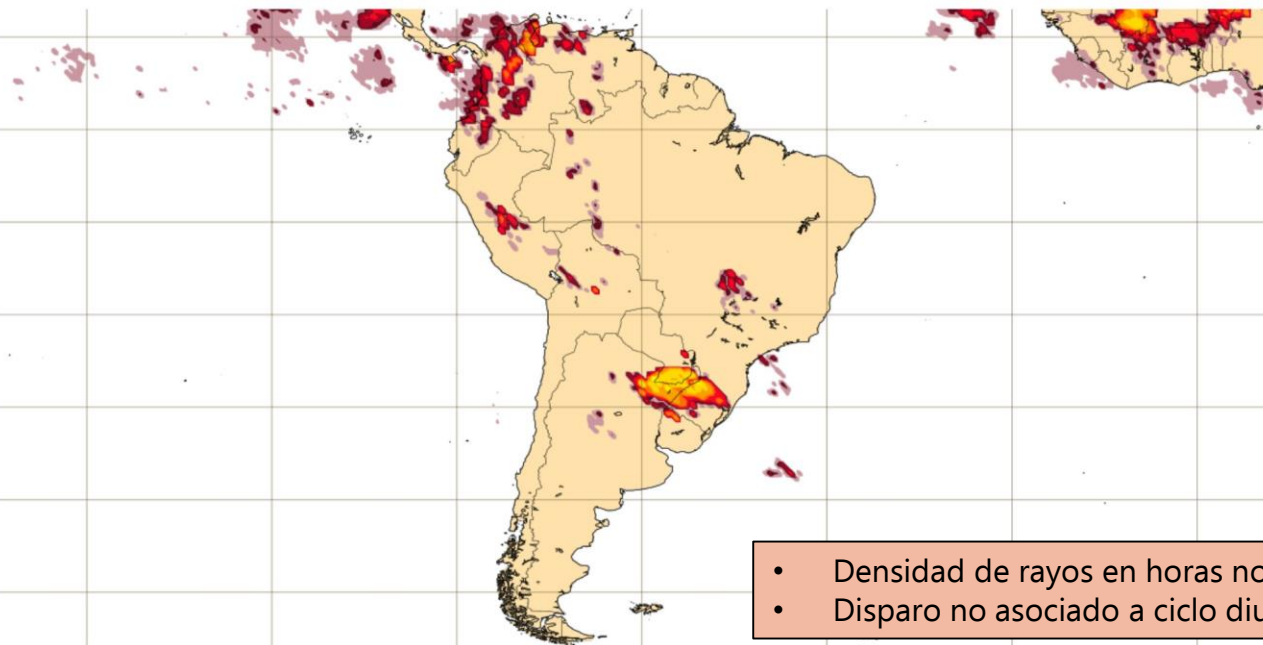 • Densidad de rayos en horas
• Disparo no asociado a ciclo